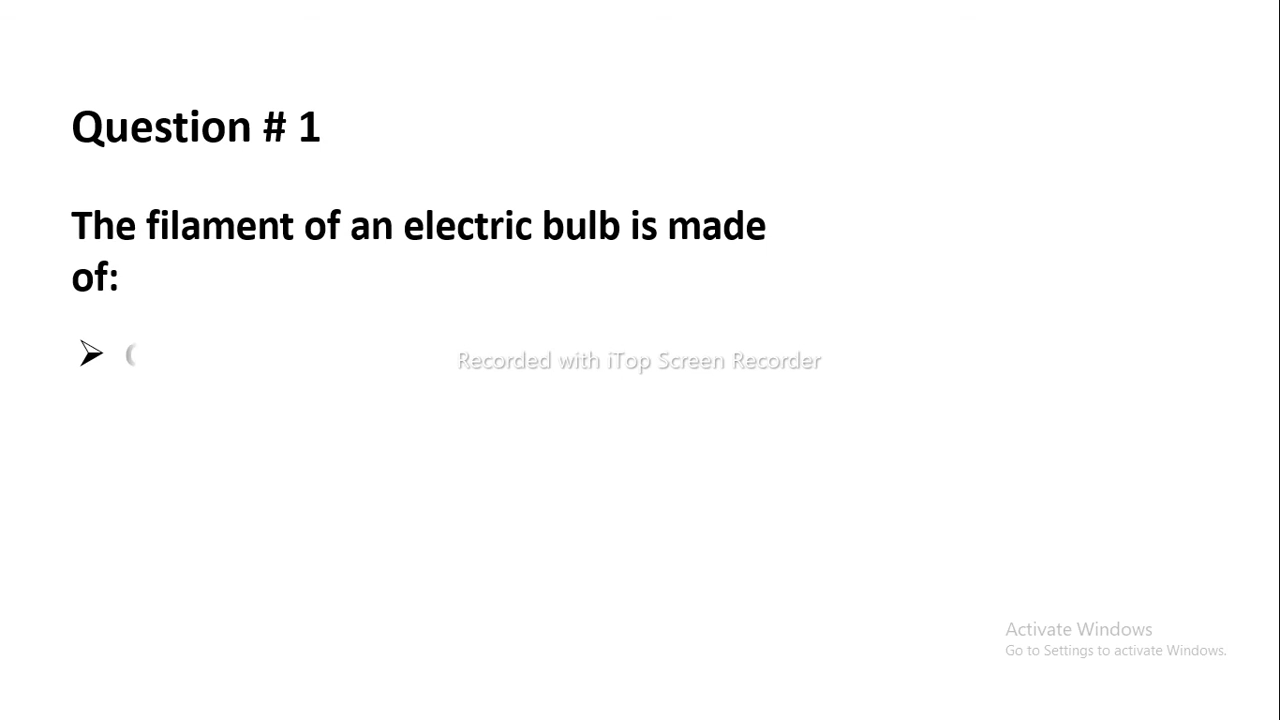 Question # 1
The filament of an electric bulb is made
of:
Recorded with iTop Screen Recorder
Activate Windows
Go to Settings to activate Windows.